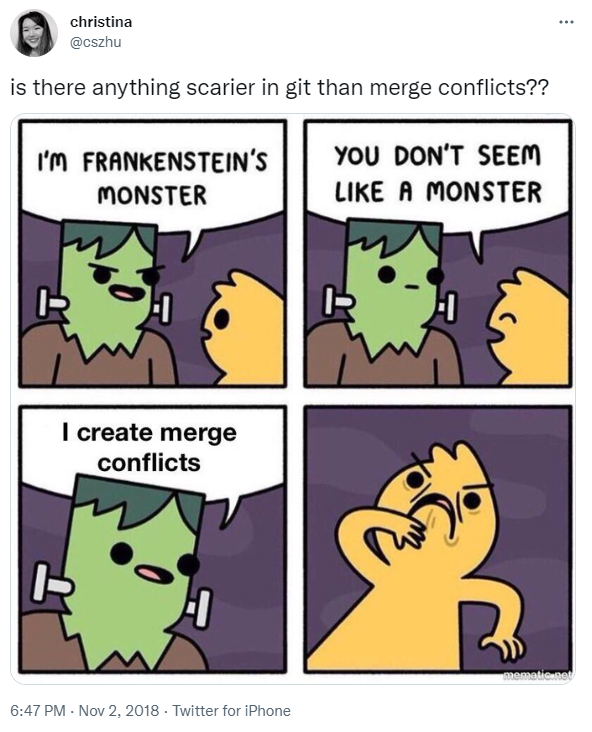 christina
@cszhu
is there anything scarier in git than merge conflicts??
I'M FRANKENSTEIN'S
MONSTER
YOU DON'T SEEM
LIKE A MONSTER
I create merge
conflicts
mematic.net
6:47 PM · Nov 2, 2018 · Twitter for iPhone